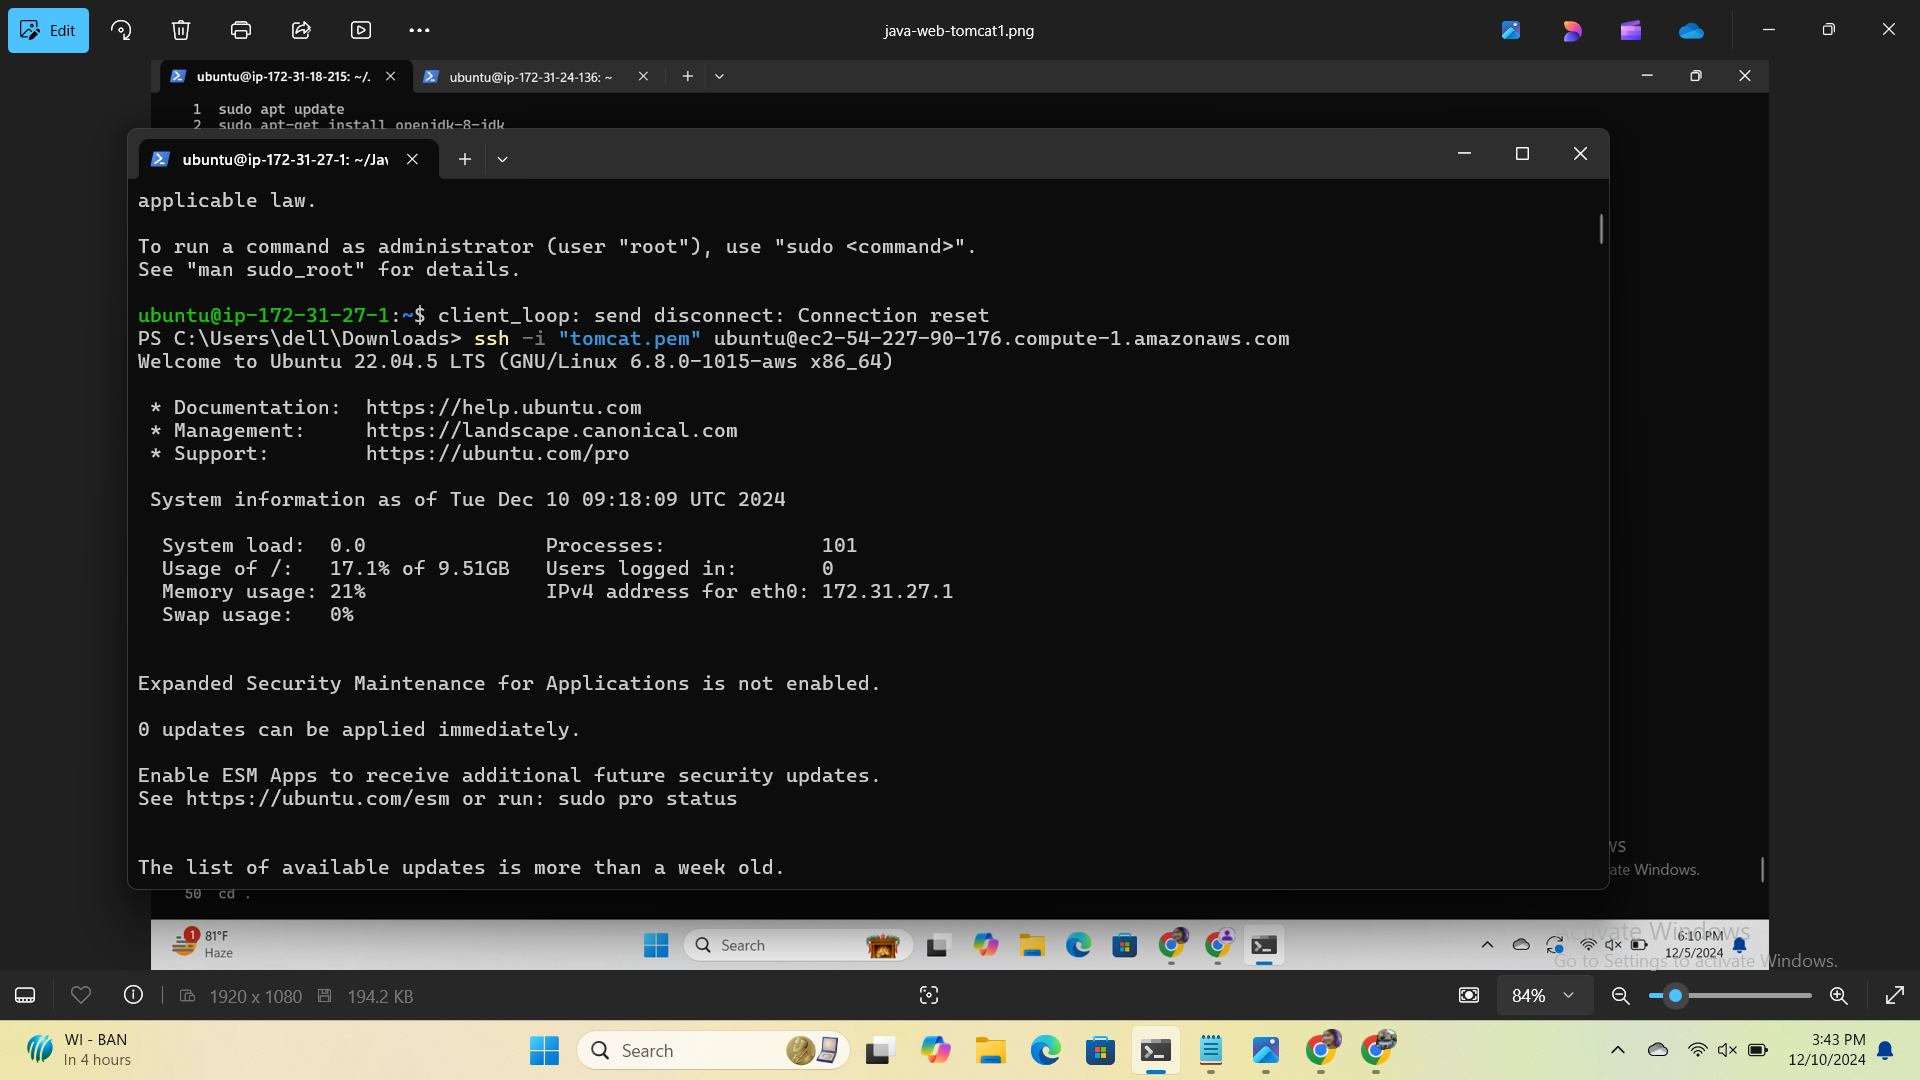 Edit
java-web-tomcat1.png
ubuntu@ip-172-31-18-215: ~/.
ubuntu@ip-172-31-24-136: ~
1 sudo apt update
2 sudo apt-get install openjdk-8-jdk
ubuntu@ip-172-31-27-1: ~/Jav
applicable law.
To run a command as administrator (user "root"), use "sudo <command>".
See "man sudo_root" for details.
ubuntu@ip-172-31-27-1:~$ client_loop: send disconnect: Connection reset
PS C:\Users\dell\Downloads> ssh -i "tomcat.pem" ubuntu@ec2-54-227-90-176.compute-1.amazonaws.com
Welcome to Ubuntu 22.04.5 LTS (GNU/Linux 6.8.0-1015-aws x86_64)
* Documentation: https://help.ubuntu.com
* Management: https://landscape.canonical.com
* Support: https://ubuntu.com/pro
System information as of Tue Dec 10 09:18:09 UTC 2024
System load: 0.0 Processes: 101
Usage of /: 17.1% of 9.51GB Users logged in: 0
Memory usage: 21% IPv4 address for eth0: 172.31.27.1
Swap usage: 0%
Expanded Security Maintenance for Applications is not enabled.
0 updates can be applied immediately.
Enable ESM Apps to receive additional future security updates.
See https://ubuntu.com/esm or run: sudo pro status
The list of available updates is more than a week old.
ws
ate Windows.
50 cd .
1
81°F
Haze
Search
6:10 PM
12/5/2024
Activate Windows
Go to Settings to activate Windows.
1920 x 1080
194.2 KB
84%
WI - BAN
In 4 hours
Search
3:43 PM
12/10/2024